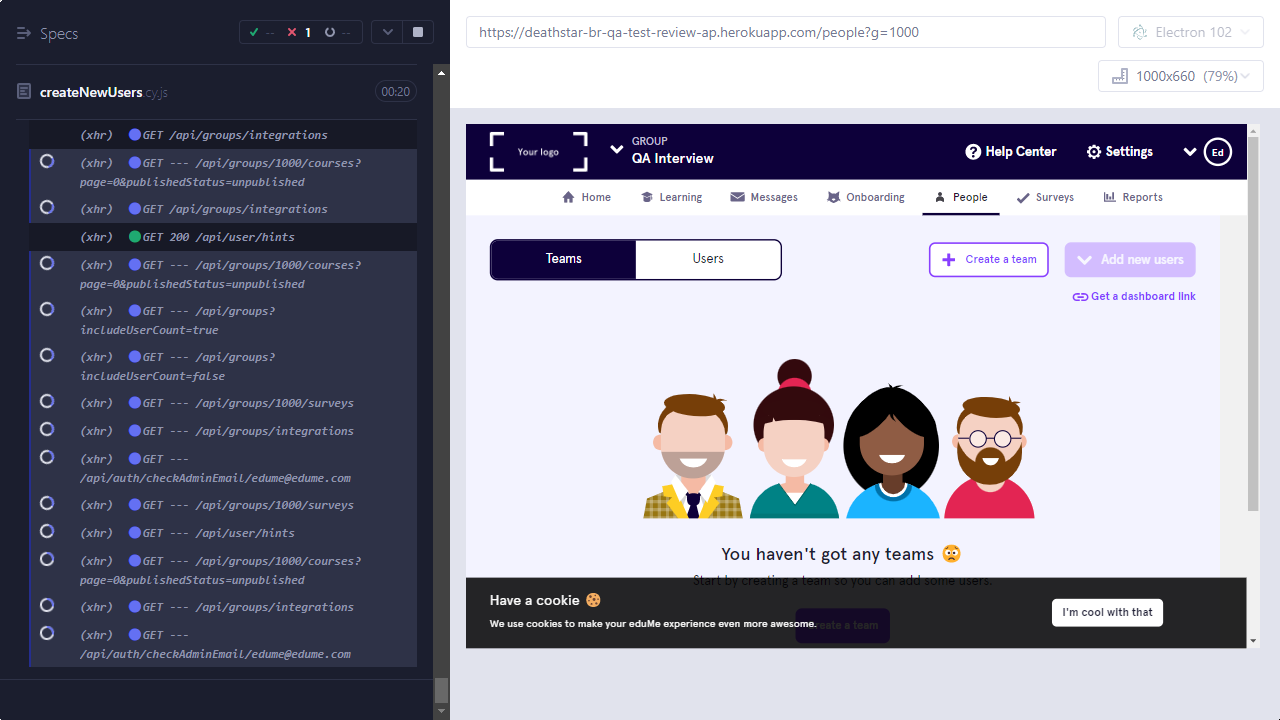 Specs
-- 1 --
createNewUsers cy.js
00:20
(xhr) GET /api/groups/integrations
(xhr) GET --- /api/groups/1000/courses?
page=0&publishedStatus=unpublished
(xhr) GET /api/groups/integrations
(xhr) GET 200 /api/user/hints
(xhr) GET --- /api/groups/1000/courses?
page=0&publishedStatus=unpublished
(xhr) GET --- /api/groups?
includeUserCount=true
(xhr) GET --- /api/groups?
includeUserCount=false
(xhr) GET --- /api/groups/1000/surveys
(xhr) GET --- /api/groups/integrations
(xhr) GET ---
/api/auth/checkAdminEmail/edume@edume.com
(xhr) GET --- /api/groups/1000/surveys
(xhr) GET --- /api/user/hints
(xhr) GET --- /api/groups/1000/courses?
page=0&publishedStatus=unpublished
(xhr) GET --- /api/groups/integrations
(xhr) GET ---
/api/auth/checkAdminEmail/edume@edume.com
https://deathstar-br-qa-test-review-ap.herokuapp.com/people?g=1000
Electron 102
1000x660 (79%)
Your logo
GROUP
QA Interview
Help Center
Settings
Ed
Home Learning Messages Onboarding People Surveys Reports
Teams Users
Create a team
Add new users
Get a dashboard link
You haven't got any teams 😳
Start by creating a team so you can add some users.
Have a cookie 🍪
We use cookies to make your eduMe experience even more awesome.
Create a team
I'm cool with that